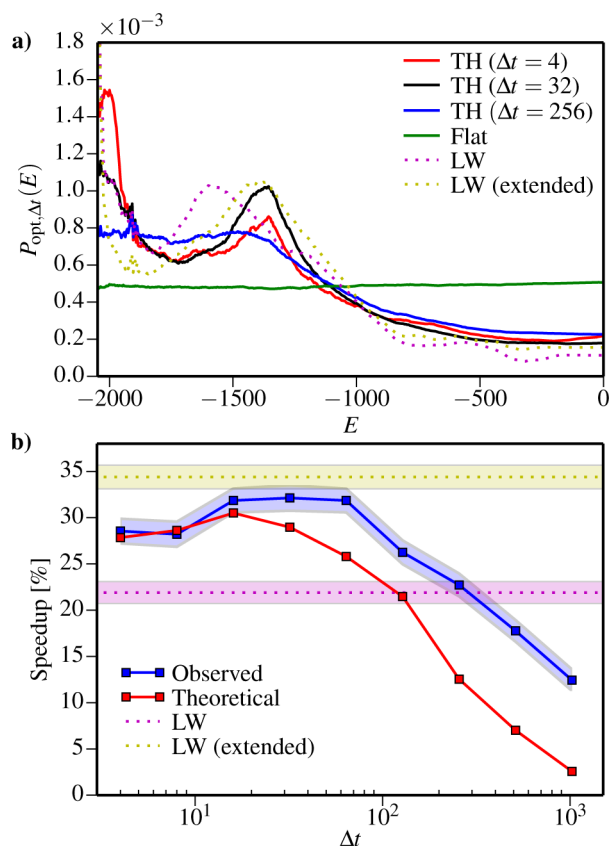 a)
×10⁻³
1.8
1.6
1.4
1.2
1.0
0.8
0.6
0.4
0.2
0.0
P_opt,Δt(E)
TH (Δt = 4)
TH (Δt = 32)
TH (Δt = 256)
Flat
LW
LW (extended)
−2000 −1500 −1000 −500 0
E
b)
35
30
25
20
15
10
5
0
Speedup [%]
Observed
Theoretical
LW
LW (extended)
10¹ 10² 10³
Δt